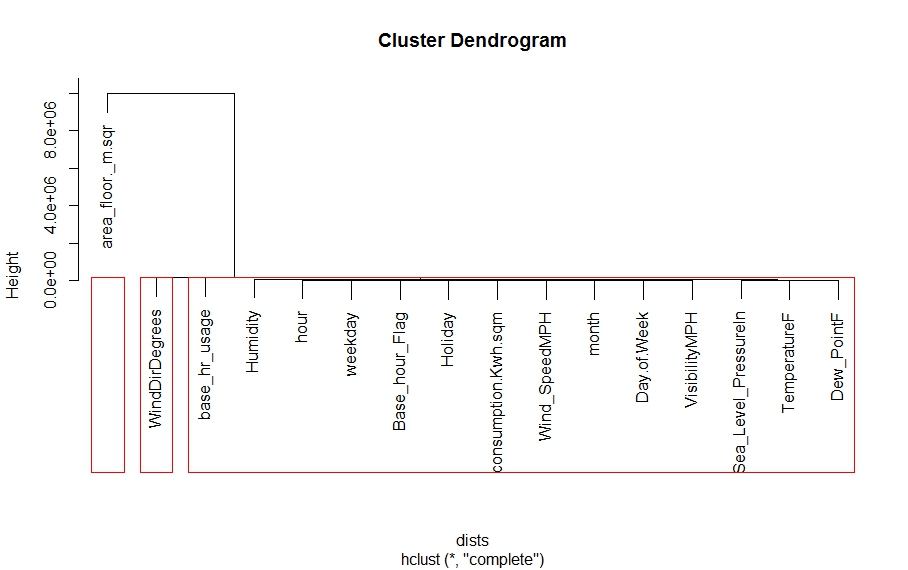 Cluster Dendrogram
Height
0.0e+00
4.0e+06
8.0e+06
area_floor._m.sqr
WindDirDegrees
base_hr_usage
Humidity
hour
weekday
Base_hour_Flag
Holiday
consumption.Kwh.sqm
Wind_SpeedMPH
month
Day.of.Week
VisibilityMPH
Sea_Level_PressureIn
TemperatureF
Dew_PointF
dists
hclust (*, "complete")